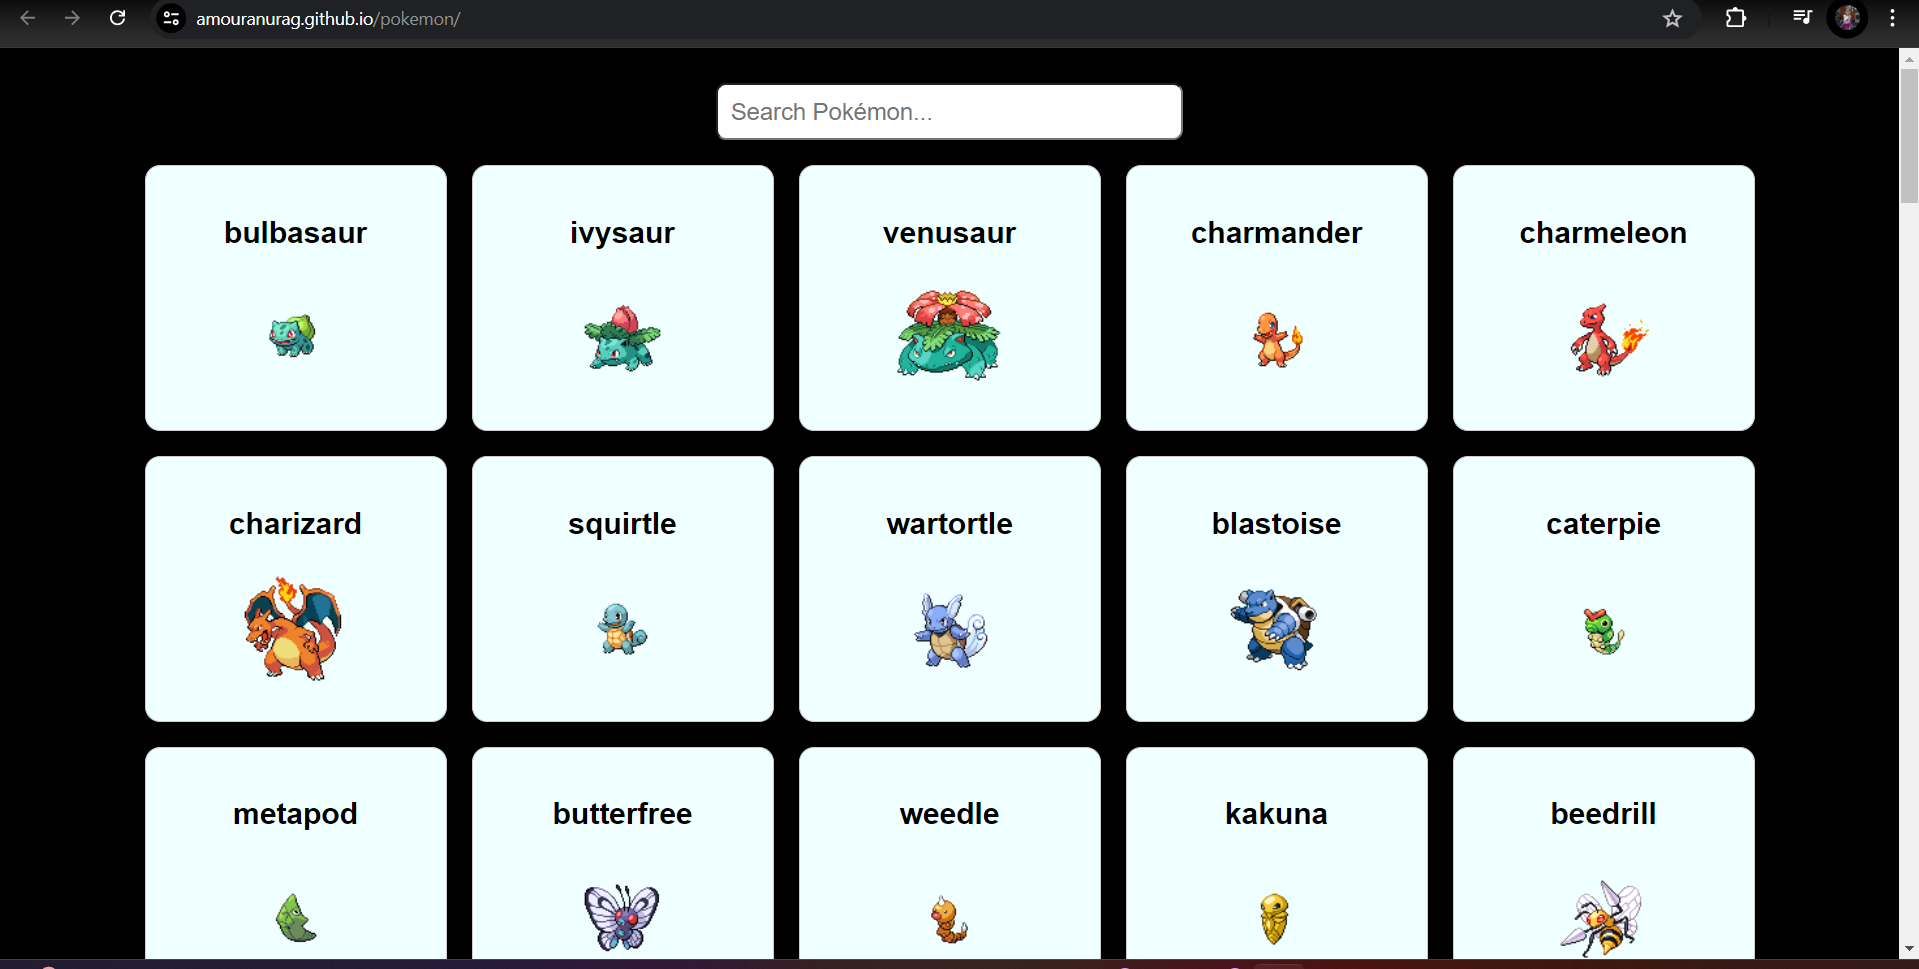 amouranurag.github.io/pokemon/
Search Pokémon...
bulbasaur
ivysaur
venusaur
charmander
charmeleon
charizard
squirtle
wartortle
blastoise
caterpie
metapod
butterfree
weedle
kakuna
beedrill